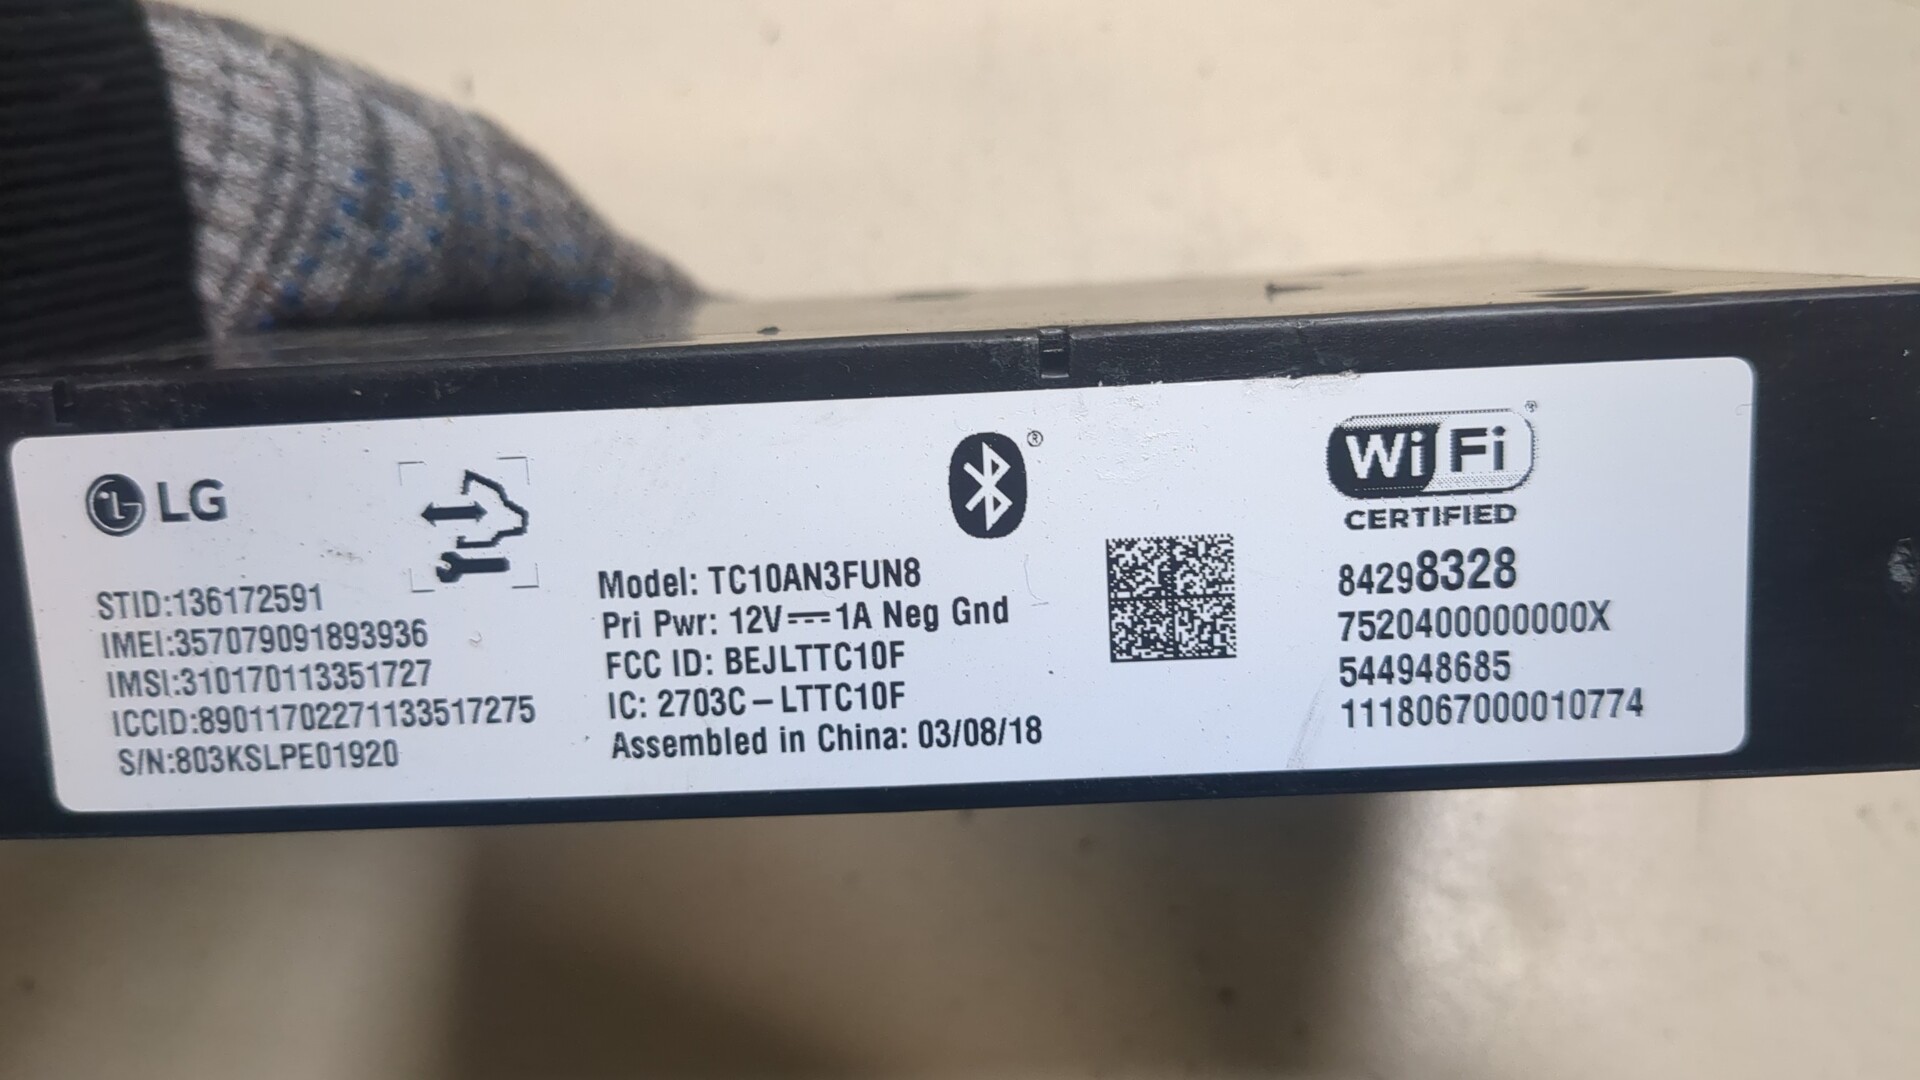 LG
STID:136172591
IMEI:357079091893936
IMSI:310170113351727
ICCID:89011702271133517275
S/N:803KSLPE01920
®
Model: TC10AN3FUN8
Pri Pwr: 12V⎓1A Neg Gnd
FCC ID: BEJLTTC10F
IC: 2703C-LTTC10F
Assembled in China: 03/08/18
WiFi®
CERTIFIED
84298328
7520400000000X
544948685
1118067000010774